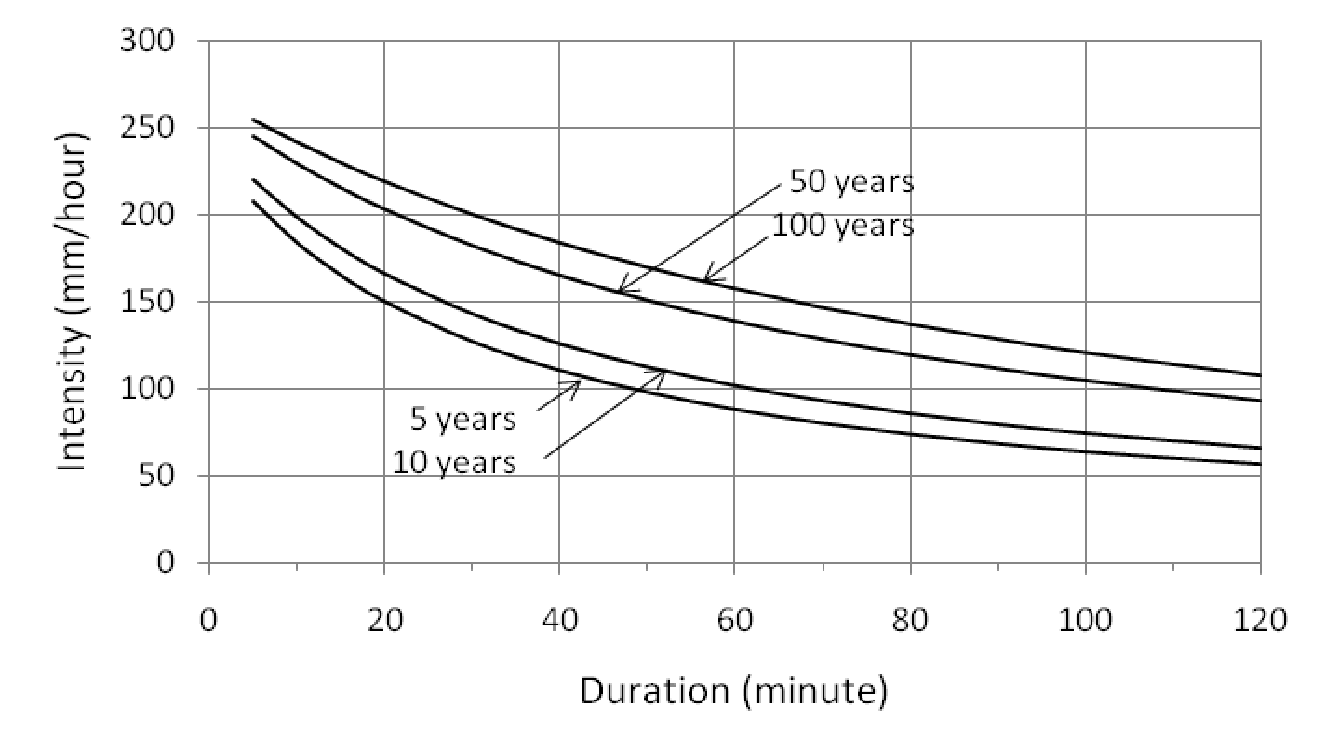 300
250
200
150
100
50
0
Intensity (mm/hour)
50 years
100 years
5 years
10 years
0 20 40 60 80 100 120
Duration (minute)